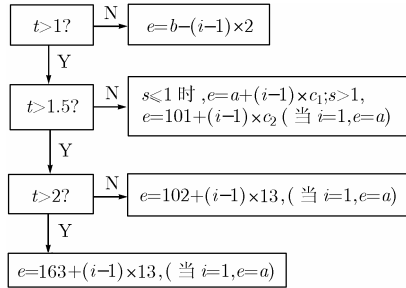 t>1?
N
e=b−(i−1)×2
Y
t>1.5?
N
s⩽1 时,e=a+(i−1)×c₁;s>1,
e=101+(i−1)×c₂ ( 当 i=1,e=a)
Y
t>2?
N
e=102+(i−1)×13,( 当 i=1,e=a)
Y
e=163+(i−1)×13,( 当 i=1,e=a)